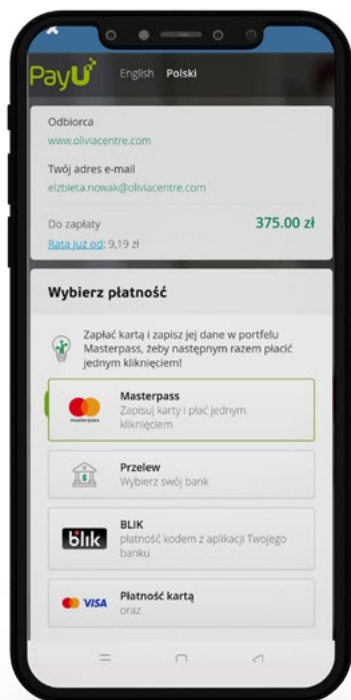 PayU English Polski
Odbiorca
www.oliviacentre.com
Twój adres e-mail
elzbieta.nowak@oliviacentre.com
Do zapłaty 375.00 zł
Rata już od: 9,19 zł
Wybierz płatność
Zapłać kartą i zapisz jej dane w portfelu
Masterpass, żeby następnym razem płacić
jednym kliknięciem!
Masterpass
Zapisuj karty i płać jednym
kliknięciem
masterpass
Przelew
Wybierz swój bank
BLIK
płatność kodem z aplikacji Twojego
banku
blik
Płatność kartą
oraz
VISA